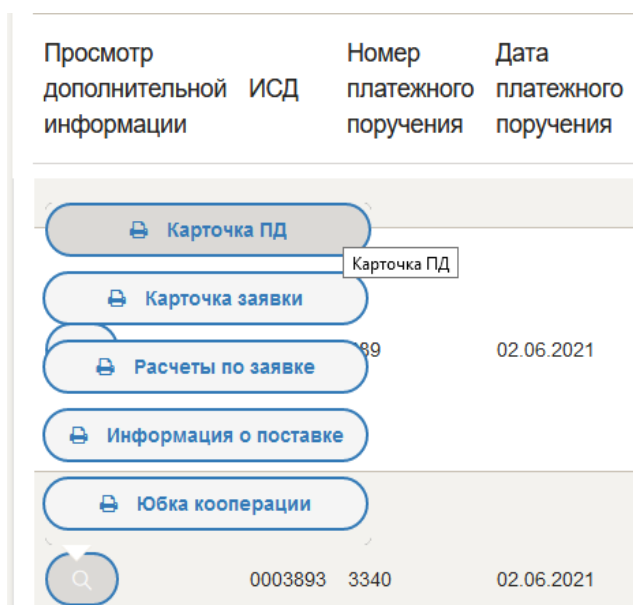 Просмотр дополнительной информации
ИСД
Номер платежного поручения
Дата платежного поручения
Карточка ПД
Карточка ПД
Карточка заявки
89 02.06.2021
Расчеты по заявке
Информация о поставке
Юбка кооперации
0003893 3340 02.06.2021